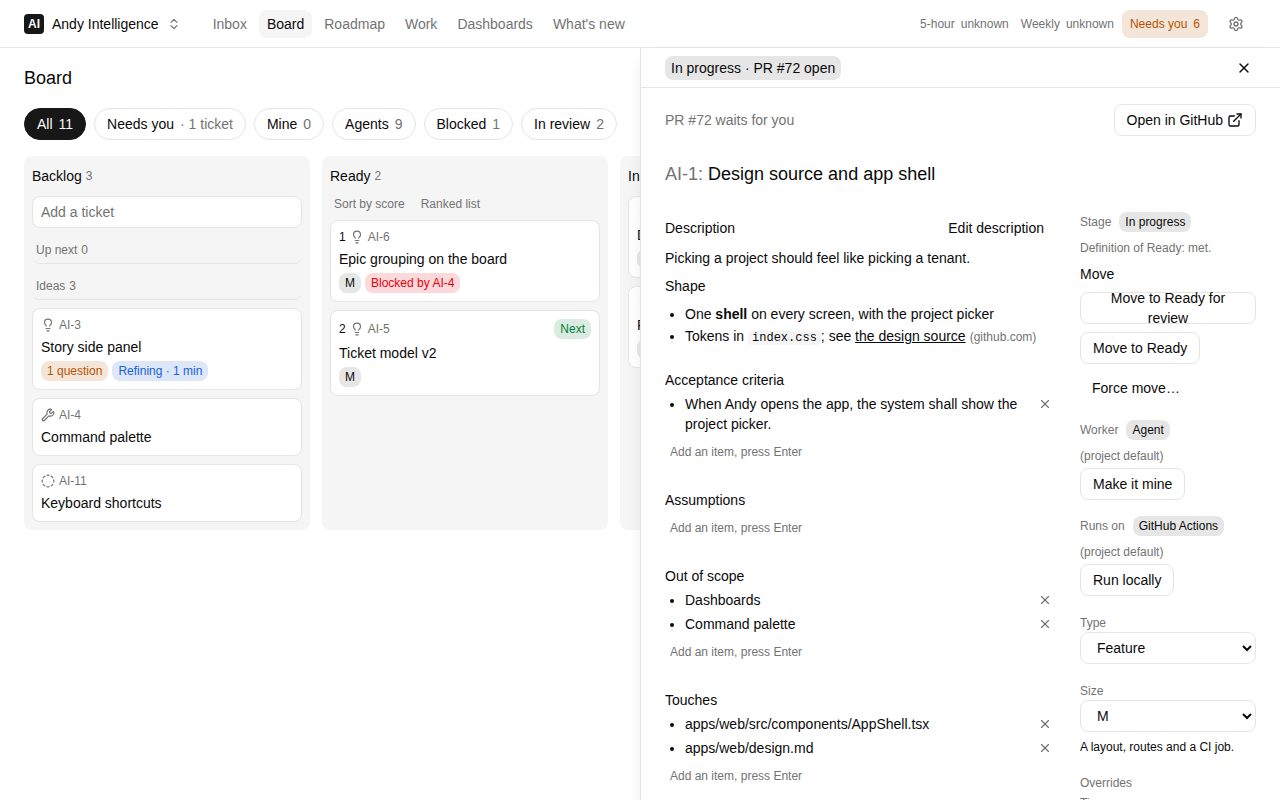 AI Andy Intelligence Inbox Board Roadmap Work Dashboards What's new 5-hour unknown Weekly unknown Needs you 6
Board
All 11 Needs you · 1 ticket Mine 0 Agents 9 Blocked 1 In review 2
Backlog 3
Add a ticket
Up next 0
Ideas 3
AI-3
Story side panel
1 question Refining · 1 min
AI-4
Command palette
AI-11
Keyboard shortcuts
Ready 2
Sort by score Ranked list
1 AI-6
Epic grouping on the board
M Blocked by AI-4
2 AI-5 Next
Ticket model v2
M
In
In progress · PR #72 open
PR #72 waits for you Open in GitHub
AI-1: Design source and app shell
Description Edit description
Picking a project should feel like picking a tenant.
Shape
One shell on every screen, with the project picker
Tokens in index.css; see the design source (github.com)
Acceptance criteria
When Andy opens the app, the system shall show the
project picker.
Add an item, press Enter
Assumptions
Add an item, press Enter
Out of scope
Dashboards
Command palette
Add an item, press Enter
Touches
apps/web/src/components/AppShell.tsx
apps/web/design.md
Add an item, press Enter
Stage In progress
Definition of Ready: met.
Move
Move to Ready for
review
Move to Ready
Force move…
Worker Agent
(project default)
Make it mine
Runs on GitHub Actions
(project default)
Run locally
Type
Feature
Size
M
A layout, routes and a CI job.
Overrides